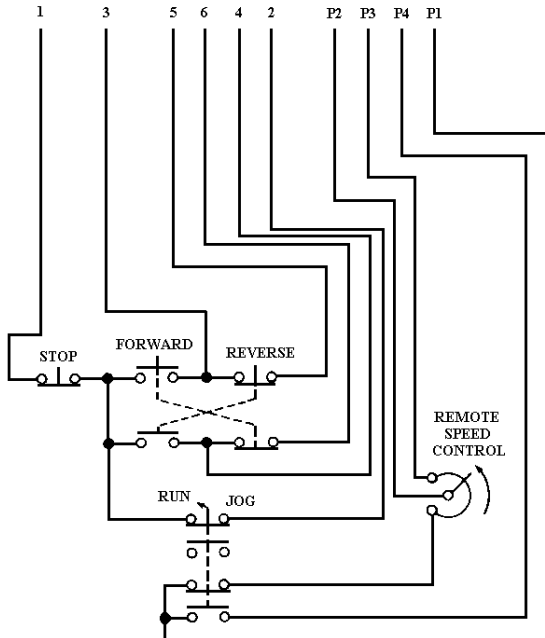 1 3 5 6 4 2 P2 P3 P4 P1
STOP
FORWARD
REVERSE
REMOTE
SPEED
CONTROL
RUN
JOG